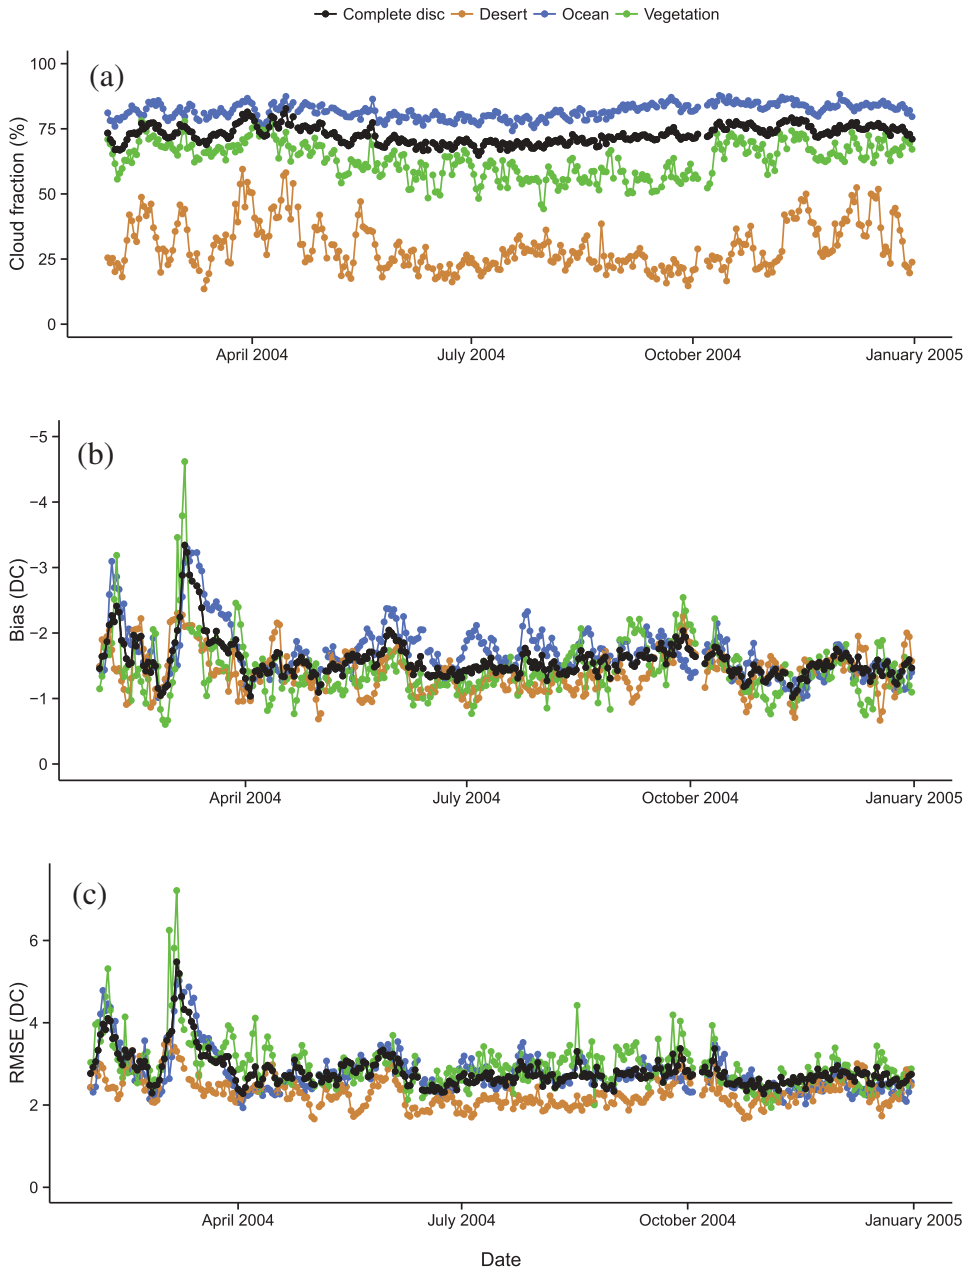 Complete disc Desert Ocean Vegetation
(a)
Cloud fraction (%)
100
75
50
25
0
April 2004 July 2004 October 2004 January 2005
(b)
Bias (DC)
−5
−4
−3
−2
−1
0
April 2004 July 2004 October 2004 January 2005
(c)
RMSE (DC)
6
4
2
0
April 2004 July 2004 October 2004 January 2005
Date